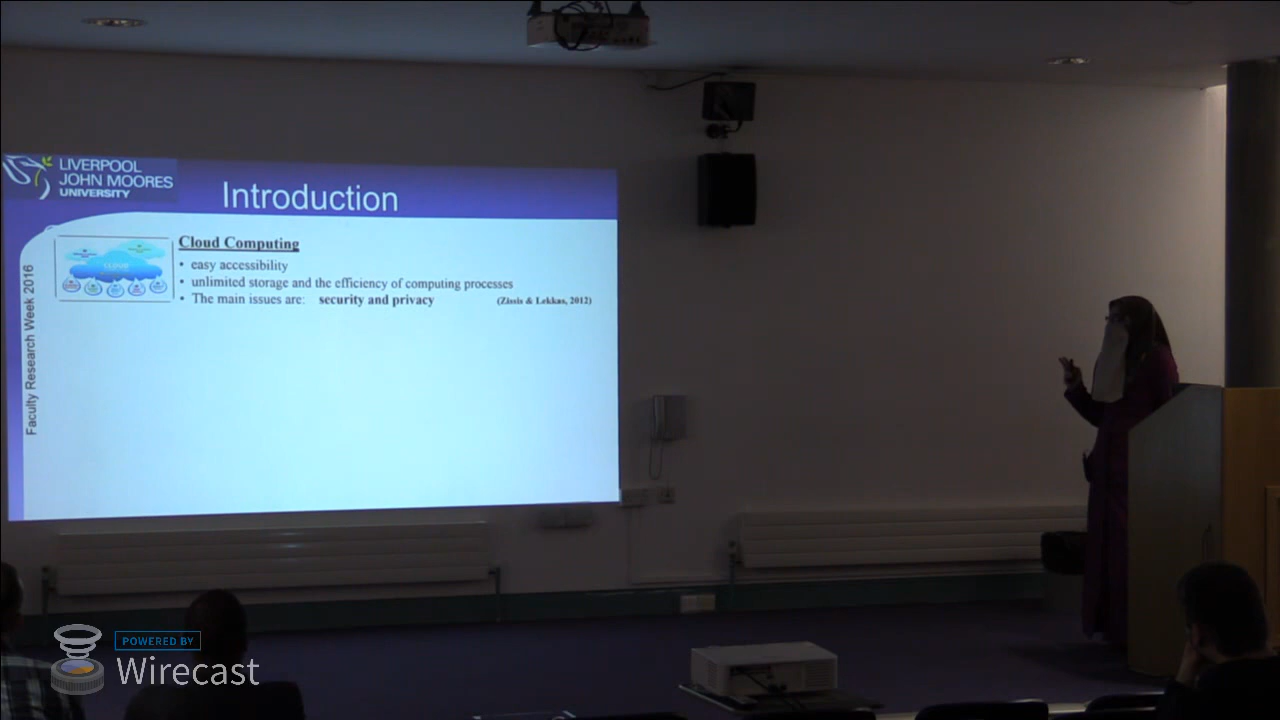 LIVERPOOL
JOHN MOORES
UNIVERSITY
Introduction
Faculty Research Week 2016
CLOUD
Cloud Computing
• easy accessibility
• unlimited storage and the efficiency of computing processes
• The main issues are: security and privacy (Zissis & Lekkas, 2012)
POWERED BY
Wirecast